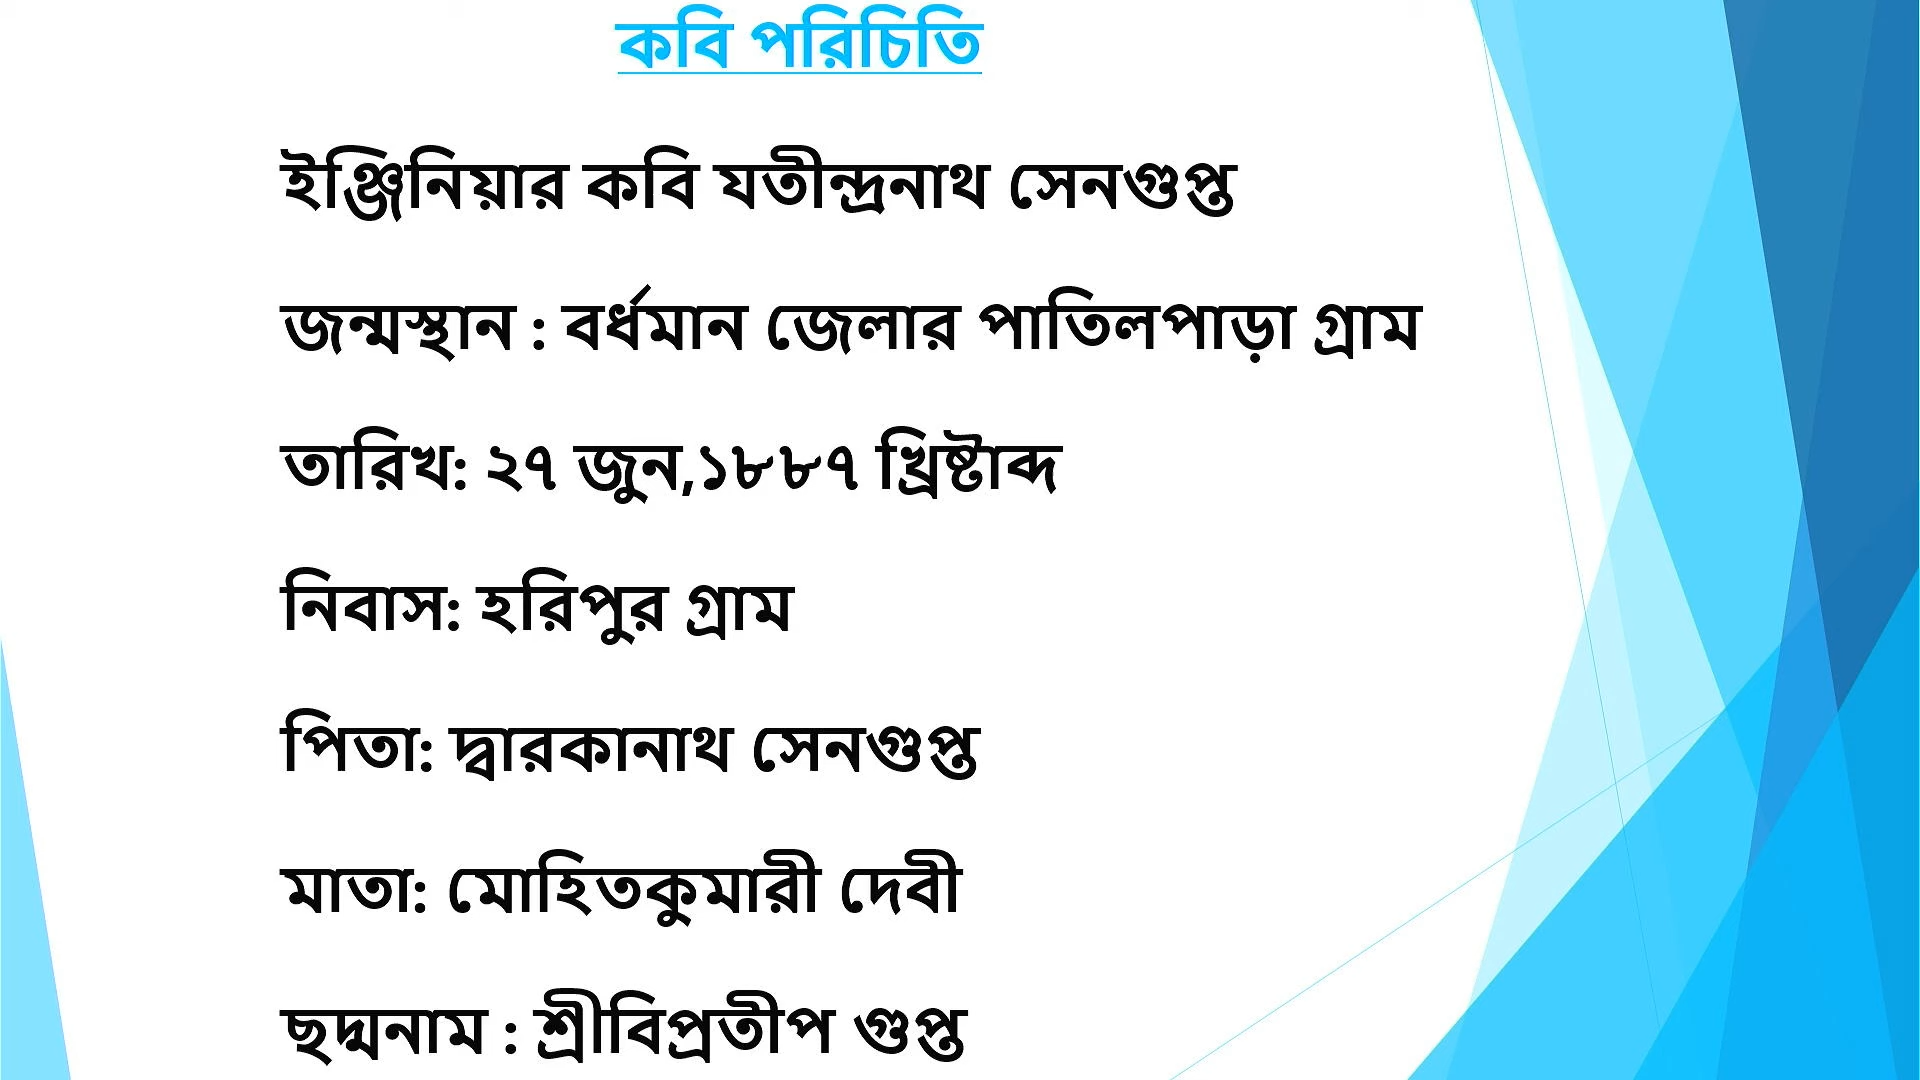 কবি পরিচিতি
ইঞ্জিনিয়ার কবি যতীন্দ্রনাথ সেনগুপ্ত
জন্মস্থান : বর্ধমান জেলার পাতিলপাড়া গ্রাম
তারিখ: ২৭ জুন,১৮৮৭ খ্রিষ্টাব্দ
নিবাস: হরিপুর গ্রাম
পিতা: দ্বারকানাথ সেনগুপ্ত
মাতা: মোহিতকুমারী দেবী
ছদ্মনাম : শ্রীবিপ্রতীপ গুপ্ত